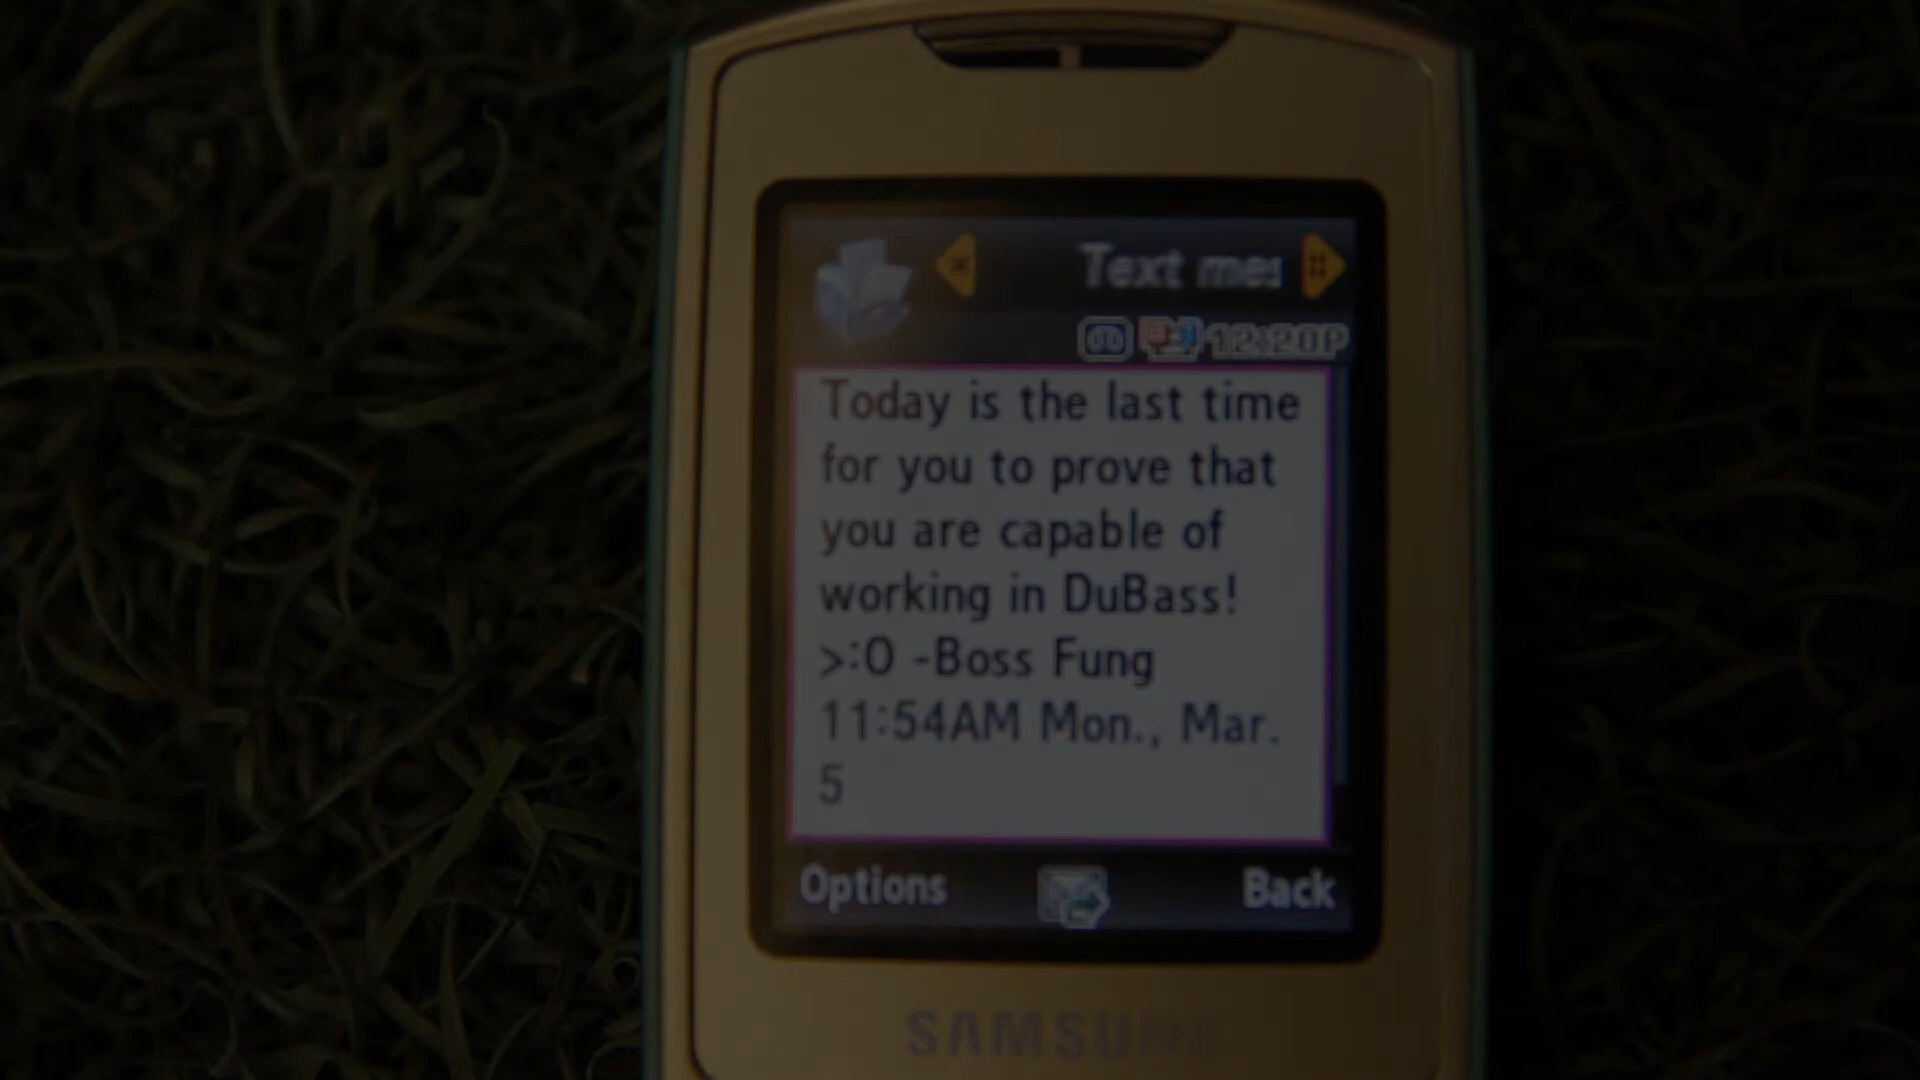 Text mes
12:20P
Today is the last time
for you to prove that
you are capable of
working in DuBass!
>:O -Boss Fung
11:54AM Mon., Mar.
5
Options Back
SAMSUNG